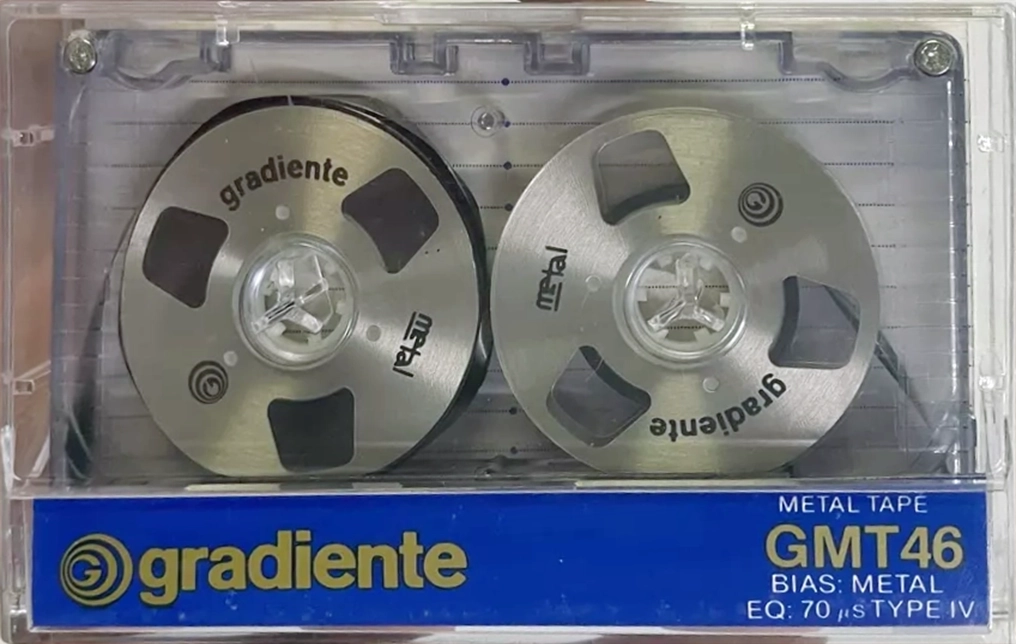 gradiente
metal
G
metal
G
gradiente
G gradiente
METAL TAPE
GMT46
BIAS: METAL
EQ: 70 µs TYPE IV